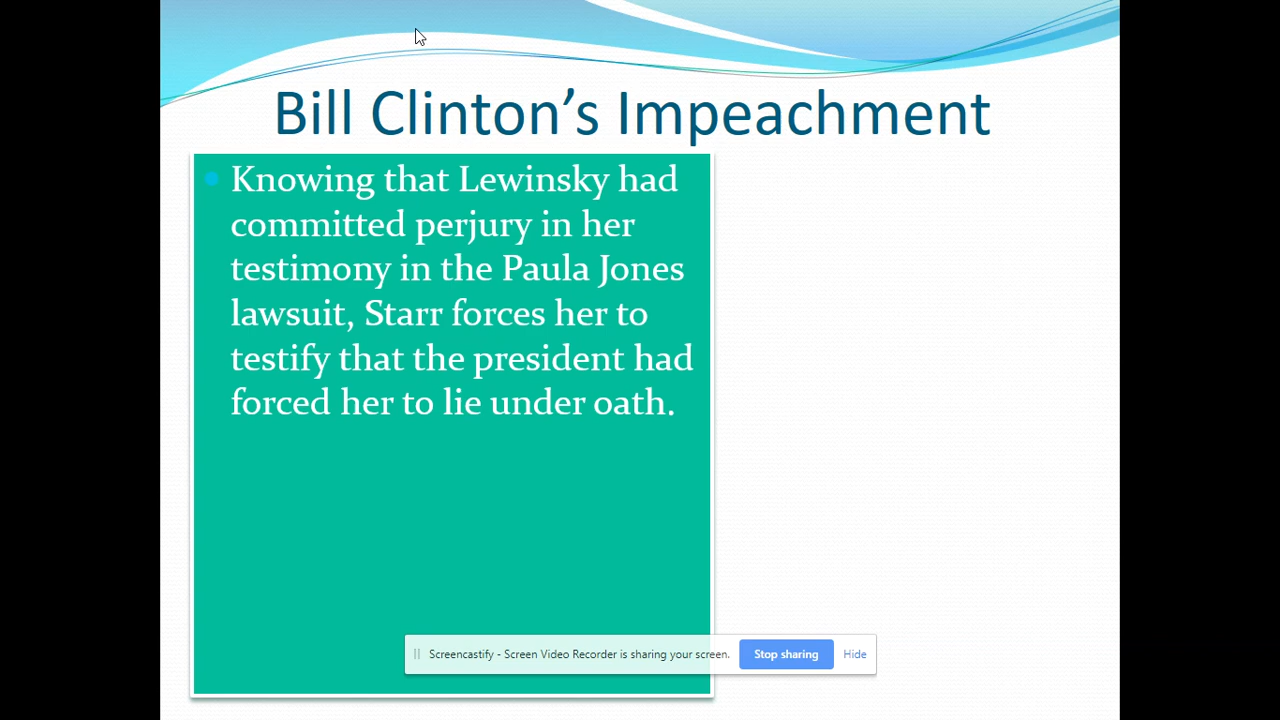 Bill Clinton’s Impeachment
Knowing that Lewinsky had
committed perjury in her
testimony in the Paula Jones
lawsuit, Starr forces her to
testify that the president had
forced her to lie under oath.
Screencastify - Screen Video Recorder is sharing your screen. Stop sharing Hide